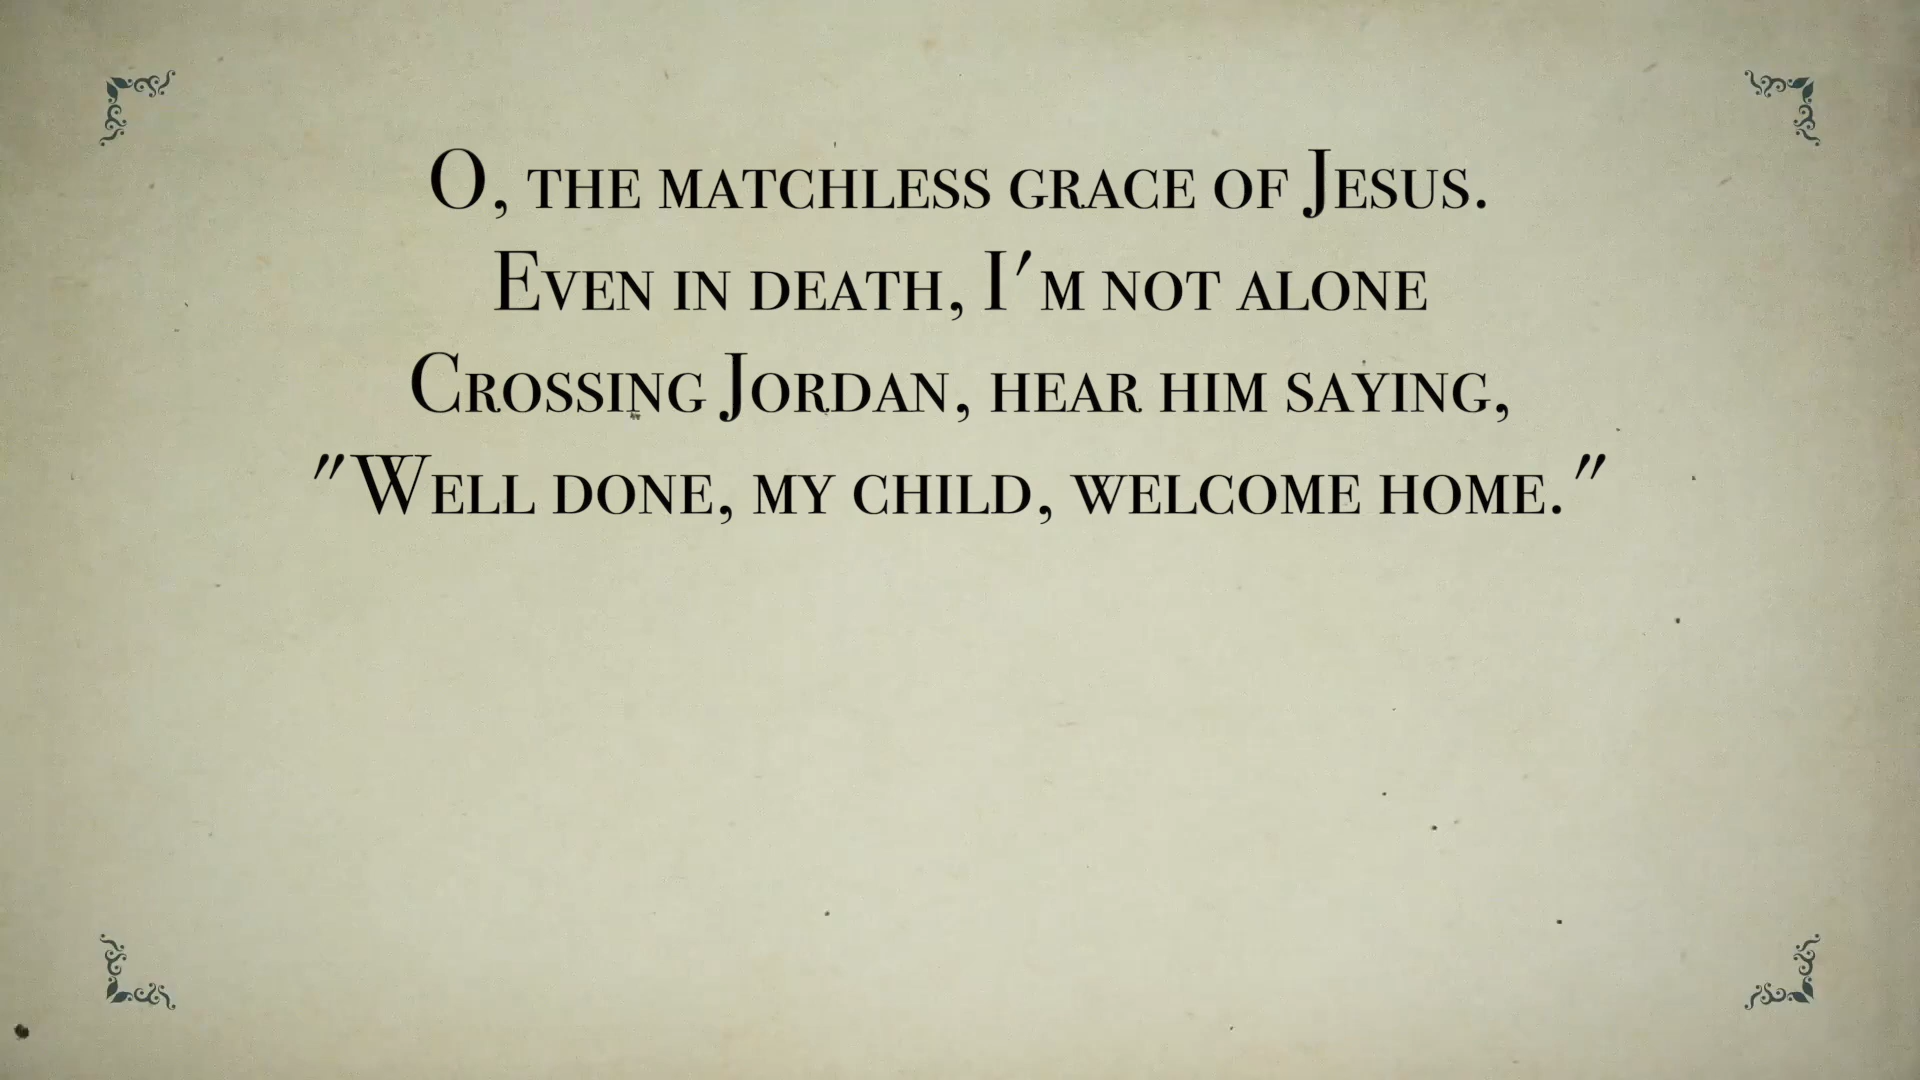 O, the matchless grace of Jesus.
Even in death, I'm not alone
Crossing Jordan, hear him saying,
"Well done, my child, welcome home."